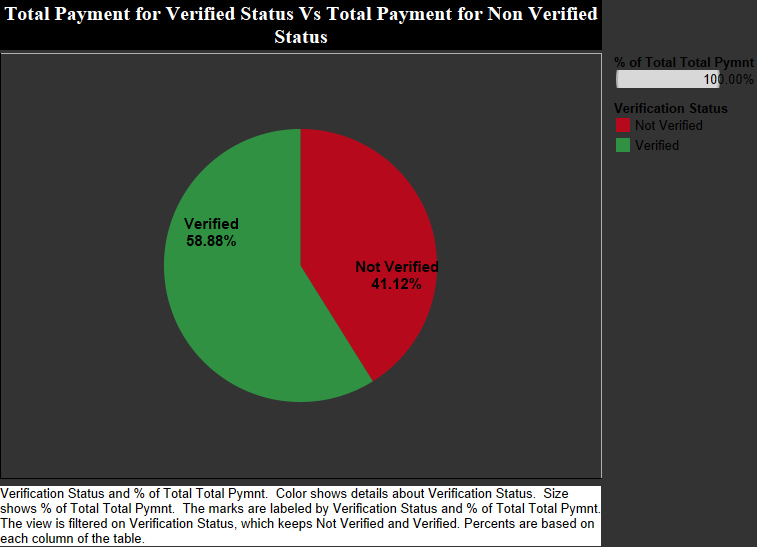 Total Payment for Verified Status Vs Total Payment for Non Verified
Status
% of Total Total Pymnt
100.00%
Verification Status
Not Verified
Verified
Verified
58.88%
Not Verified
41.12%
Verification Status and % of Total Total Pymnt.  Color shows details about Verification Status.  Size
shows % of Total Total Pymnt.  The marks are labeled by Verification Status and % of Total Total Pymnt.
The view is filtered on Verification Status, which keeps Not Verified and Verified. Percents are based on
each column of the table.